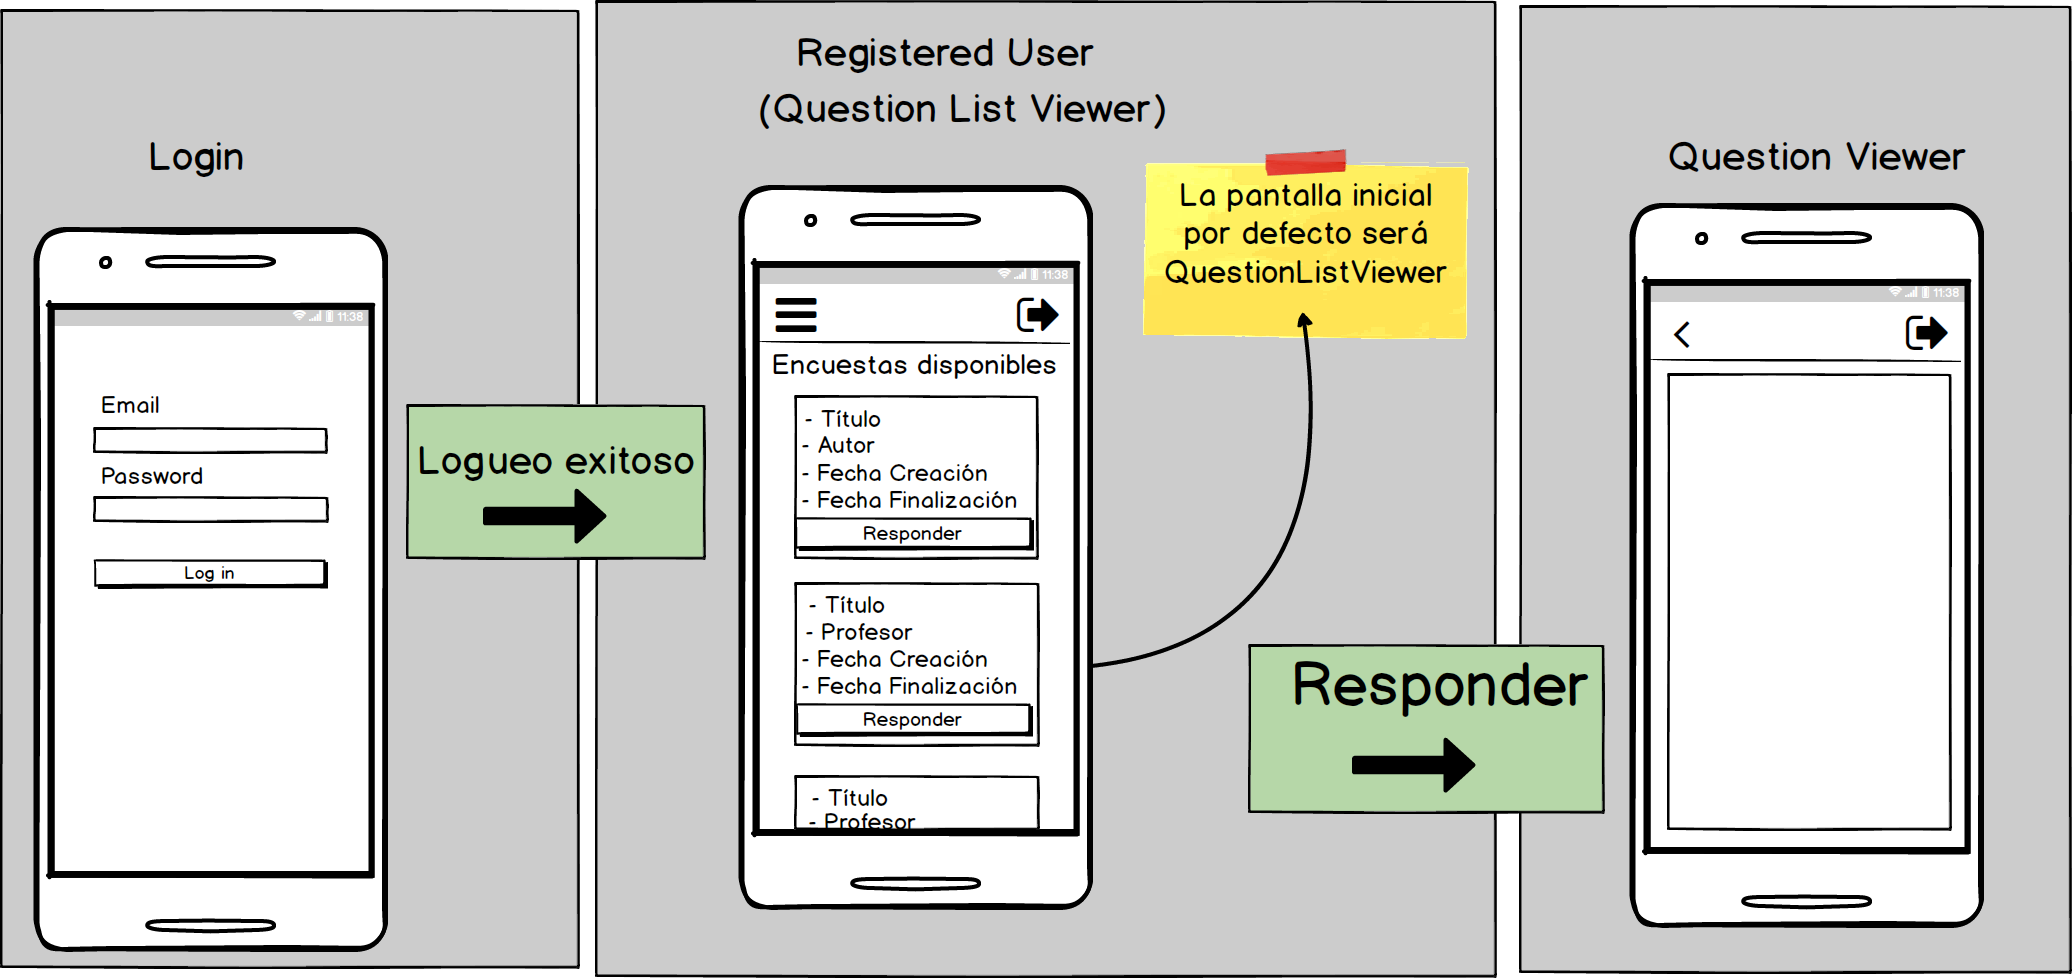 Login
11:38
Email
Password
Log in
Logueo exitoso
Registered User
(Question List Viewer)
11:38
Encuestas disponibles
- Título
- Autor
- Fecha Creación
- Fecha Finalización
Responder
- Título
- Profesor
- Fecha Creación
- Fecha Finalización
Responder
- Título
- Profesor
La pantalla inicial
por defecto será
QuestionListViewer
Responder
Question Viewer
11:38